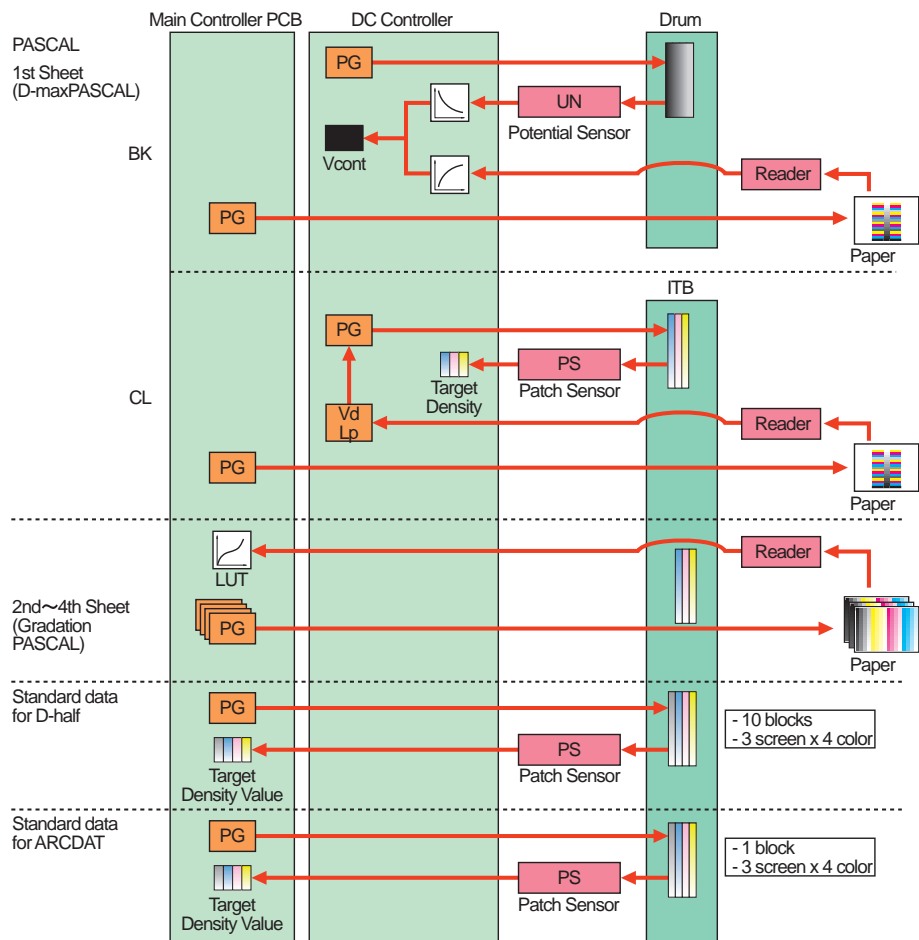 Main Controller PCB
DC Controller
Drum
PASCAL
1st Sheet
(D-maxPASCAL)
PG
UN
Potential Sensor
BK
Vcont
Reader
PG
Paper
ITB
PG
PS
Patch Sensor
Target
Density
CL
Vd
Lp
Reader
PG
Paper
LUT
Reader
2nd～4th Sheet
(Gradation
PASCAL)
PG
Paper
Standard data
for D-half
PG
- 10 blocks
- 3 screen x 4 color
PS
Patch Sensor
Target
Density Value
Standard data
for ARCDAT
PG
- 1 block
- 3 screen x 4 color
PS
Patch Sensor
Target
Density Value